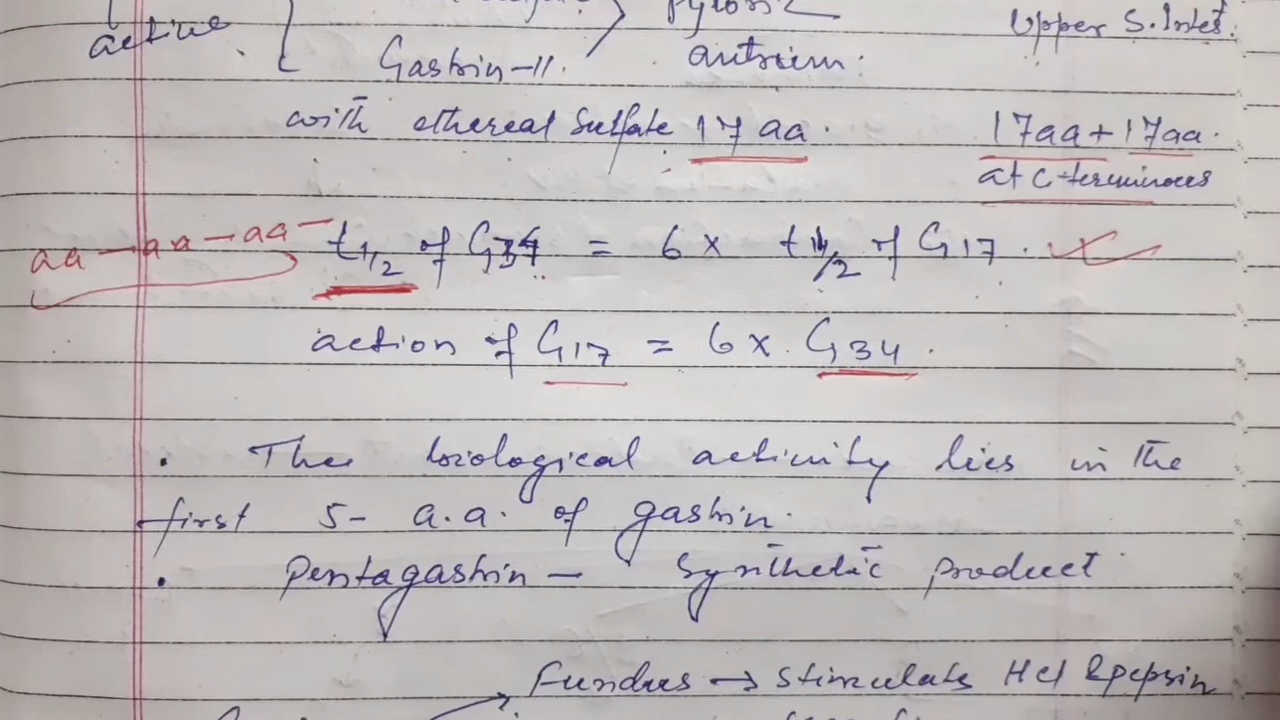 Pyloric
active
Gastrin-II.
antrum.
Upper S. Intest.
with ethereal Sulfate 17 aa.
17aa + 17aa.
at C-terminous
aa - aa - aa -
t1/2 of G34 = 6 x t1/2 of G17.
action of G17 = 6 x G34.
. The biological activity lies in the
first 5- a.a. of gastrin.
. Pentagastrin - Synthetic product
Fundus → Stimulates Hcl & pepsin